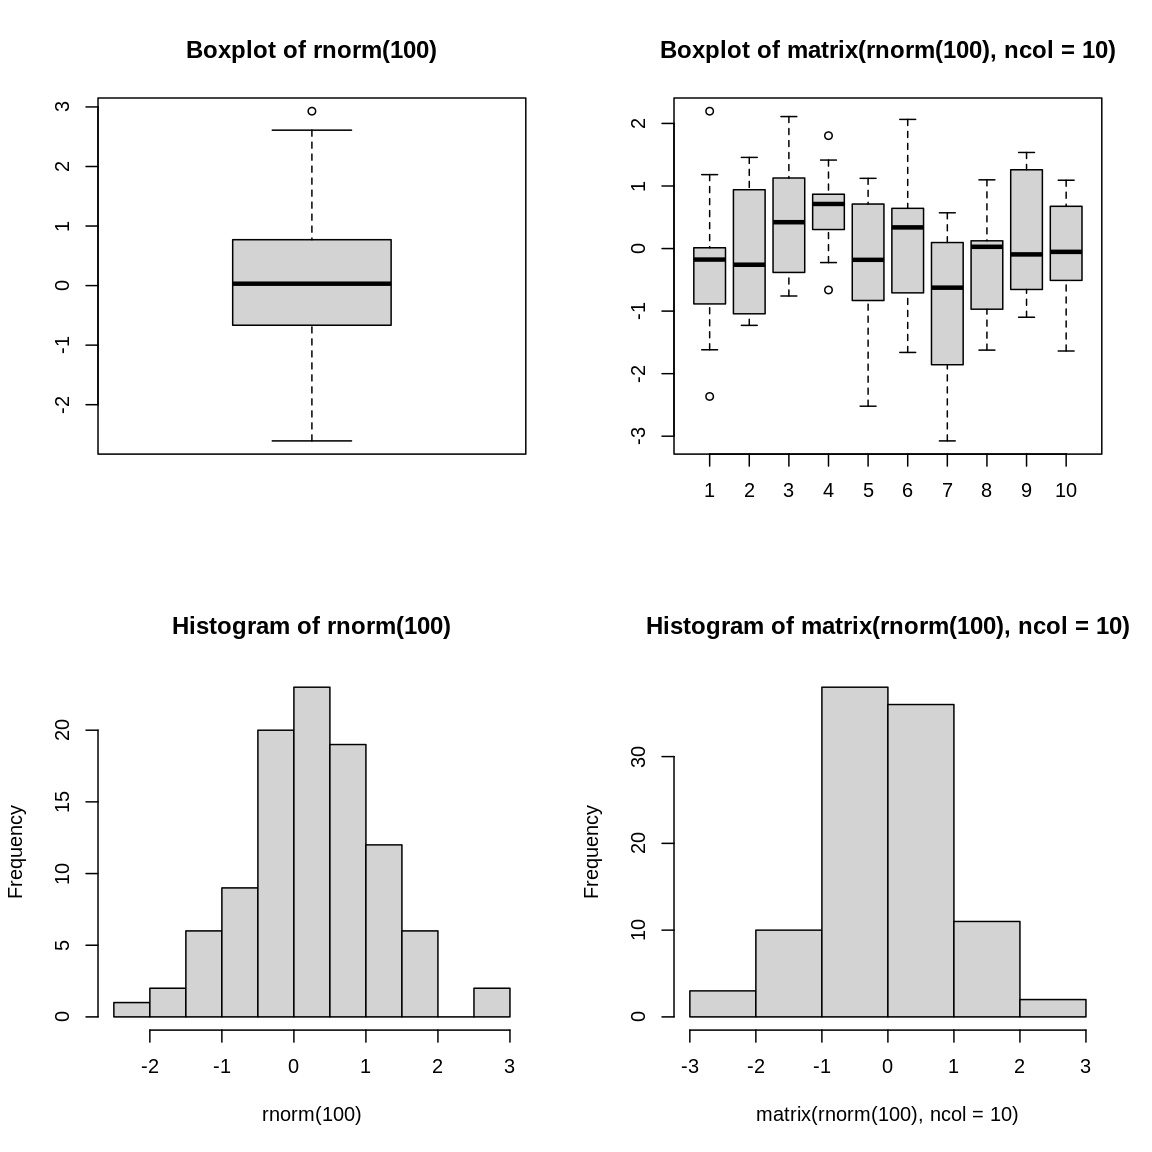 Boxplot of rnorm(100)
3
2
1
0
-1
-2
Boxplot of matrix(rnorm(100), ncol = 10)
2
1
0
-1
-2
-3
1 2 3 4 5 6 7 8 9 10
Histogram of rnorm(100)
Frequency
20
15
10
5
0
-2 -1 0 1 2 3
rnorm(100)
Histogram of matrix(rnorm(100), ncol = 10)
Frequency
30
20
10
0
-3 -2 -1 0 1 2 3
matrix(rnorm(100), ncol = 10)